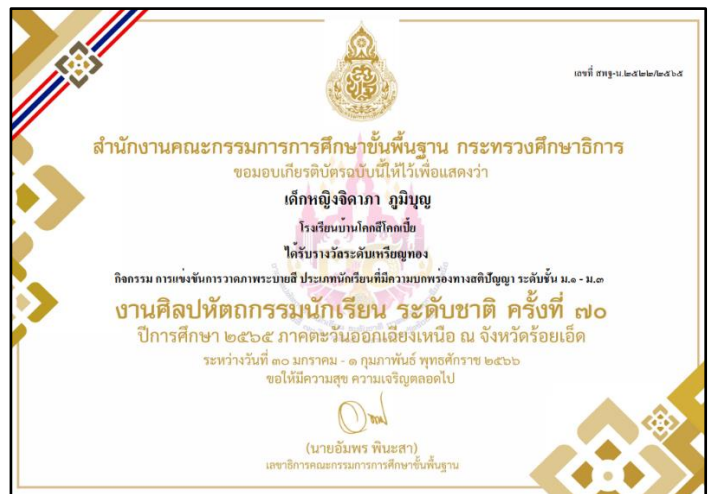 เลขที่ สพฐ-น.๒๕๒๒/๒๕๖๕
สำนักงานคณะกรรมการการศึกษาขั้นพื้นฐาน กระทรวงศึกษาธิการ
ขอมอบเกียรติบัตรฉบับนี้ให้ไว้เพื่อแสดงว่า
เด็กหญิงจิดาภา ภูมิบุญ
โรงเรียนบ้านโคกสีโคกเปี้ย
ได้รับรางวัลระดับเหรียญทอง
กิจกรรม การแข่งขันการวาดภาพระบายสี ประเภทนักเรียนที่มีความบกพร่องทางสติปัญญา ระดับชั้น ม.๑ - ม.๓
งานศิลปหัตถกรรมนักเรียน ระดับชาติ ครั้งที่ ๗๐
ปีการศึกษา ๒๕๖๕ ภาคตะวันออกเฉียงเหนือ ณ จังหวัดร้อยเอ็ด
ระหว่างวันที่ ๓๐ มกราคม - ๑ กุมภาพันธ์ พุทธศักราช ๒๕๖๖
ขอให้มีความสุข ความเจริญตลอดไป
(นายอัมพร พินะสา)
เลขาธิการคณะกรรมการการศึกษาขั้นพื้นฐาน